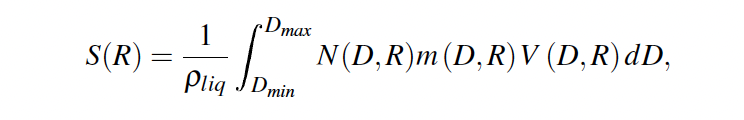 S(R) = \frac{1}{\rho_{liq}} \int_{D_{min}}^{D_{max}} N(D,R) m(D,R) V(D,R) dD,